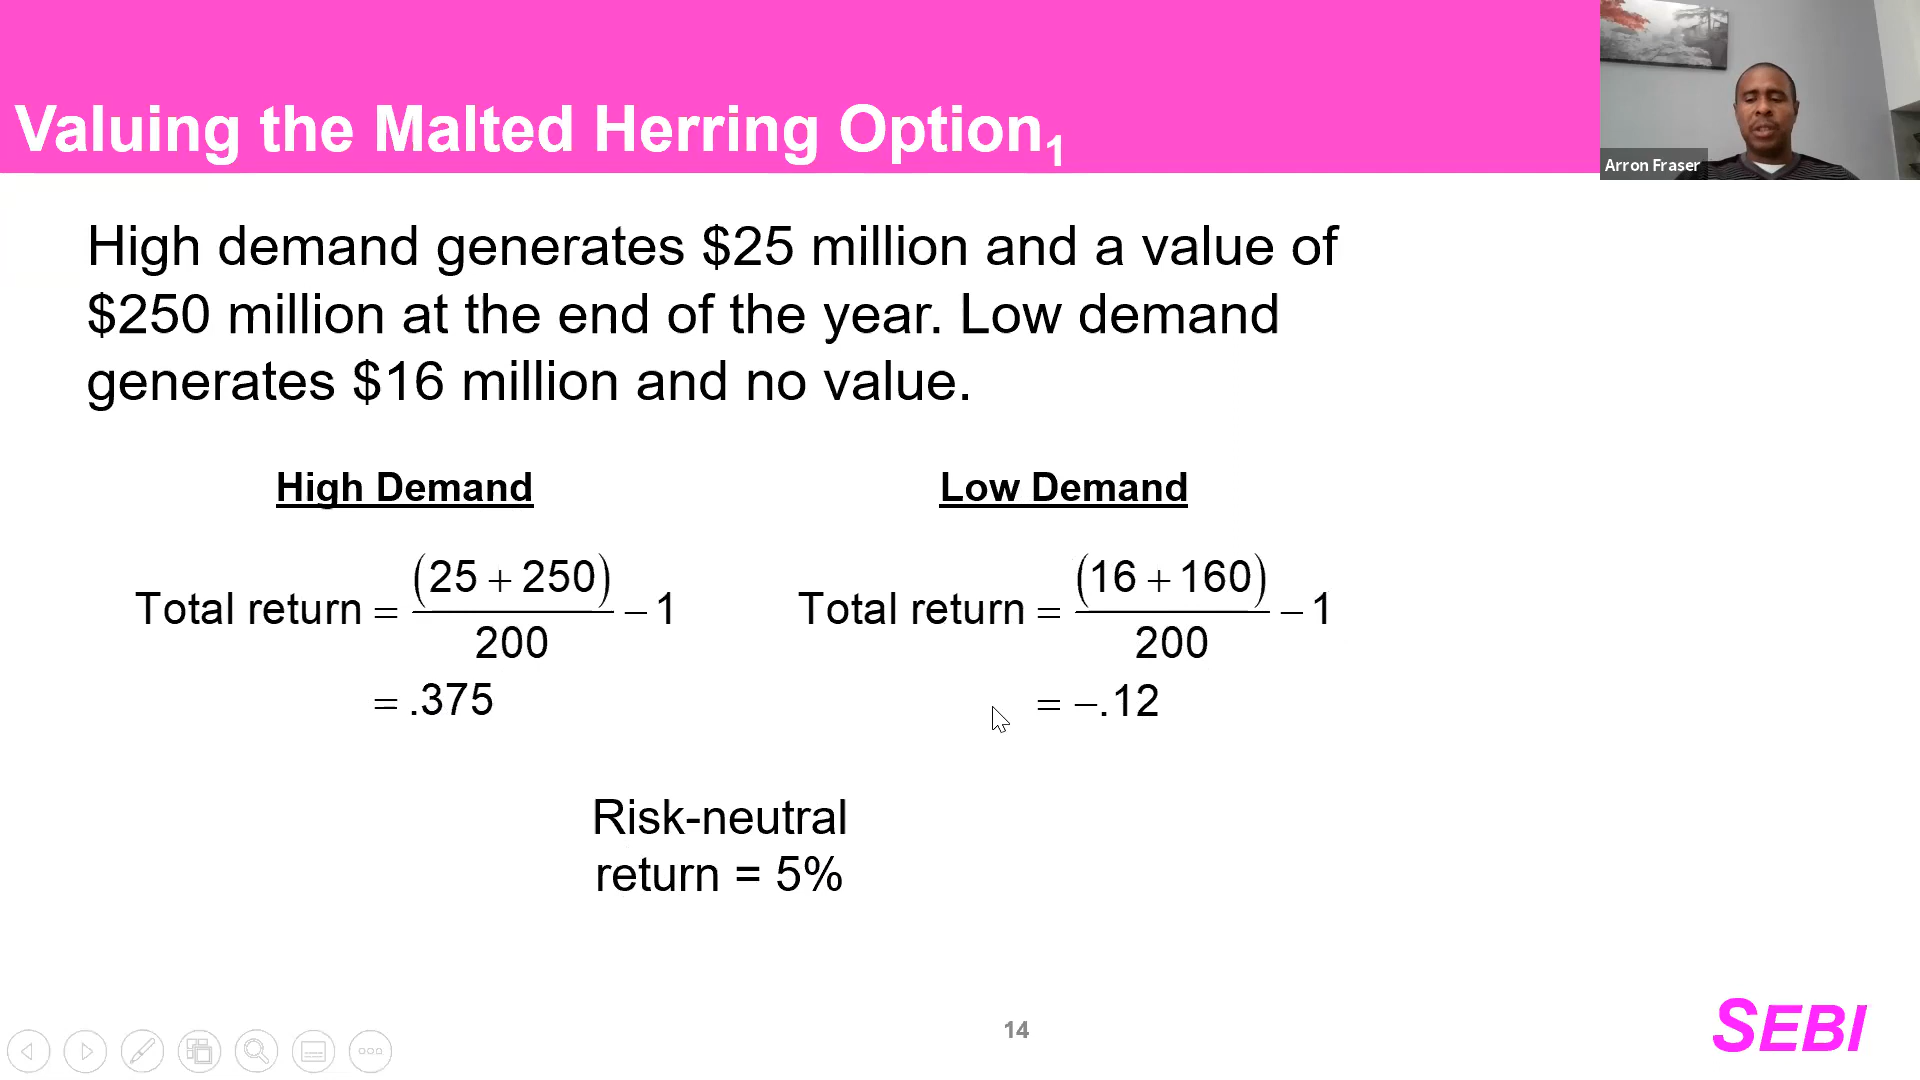 Valuing the Malted Herring Option1
Arron Fraser
High demand generates $25 million and a value of
$250 million at the end of the year. Low demand
generates $16 million and no value.
High Demand
Total return = (25 + 250) / 200 − 1
= .375
Low Demand
Total return = (16 + 160) / 200 − 1
= −.12
Risk-neutral
return = 5%
14
SEBI